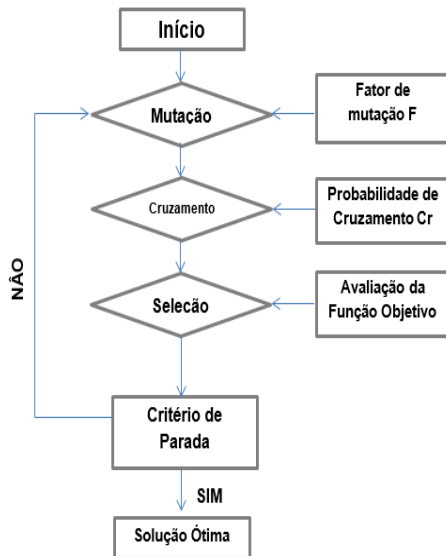 Início
Mutação
Fator de
mutação F
Cruzamento
Probabilidade de
Cruzamento Cr
Selecão
Avaliação da
Função Objetivo
NÂO
Critério de
Parada
SIM
Solução Ótima